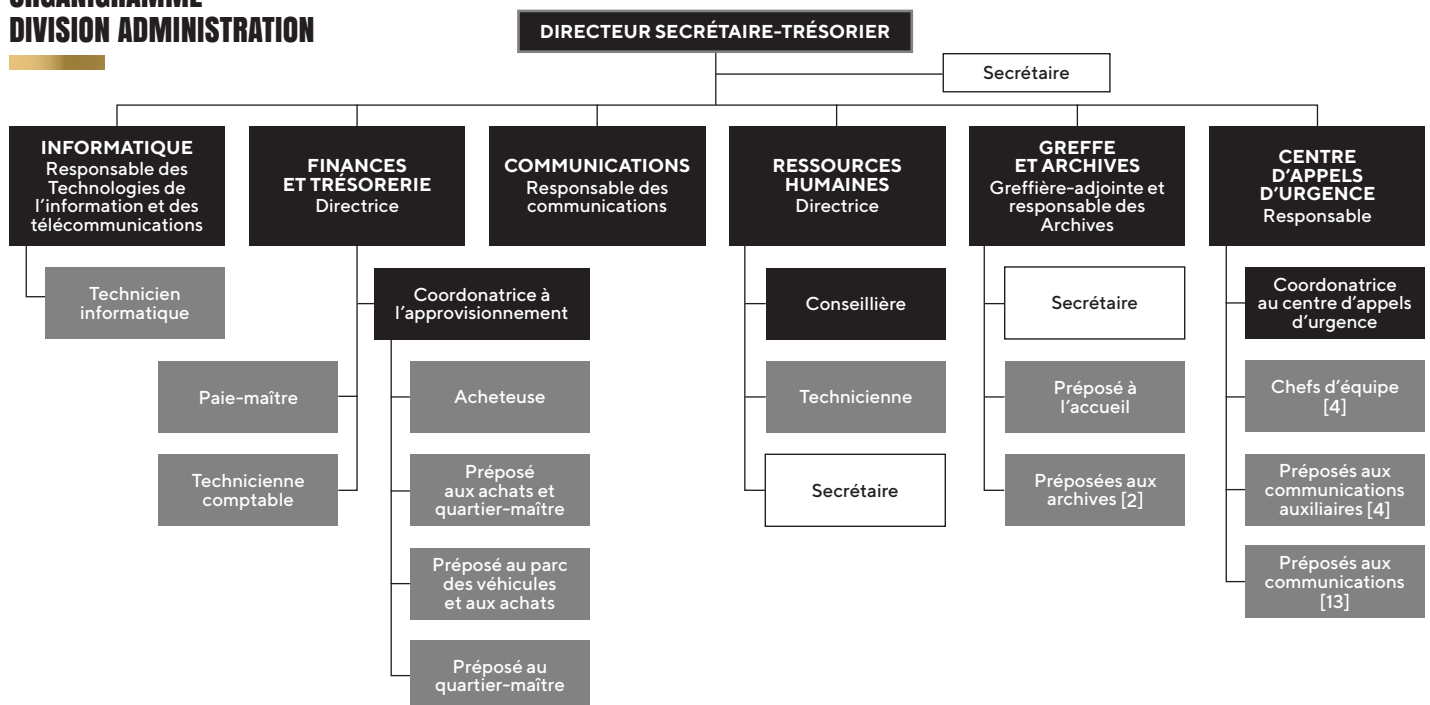 ORGANIGRAMME
DIVISION ADMINISTRATION
DIRECTEUR SECRÉTAIRE-TRÉSORIER
Secrétaire
INFORMATIQUE
Responsable des
Technologies de
l'information et des
télécommunications
FINANCES
ET TRÉSORERIE
Directrice
COMMUNICATIONS
Responsable des
communications
RESSOURCES
HUMAINES
Directrice
GREFFE
ET ARCHIVES
Greffière-adjointe et
responsable des
Archives
CENTRE
D'APPELS
D'URGENCE
Responsable
Technicien
informatique
Coordonatrice à
l'approvisionnement
Conseillière
Secrétaire
Coordonatrice
au centre d'appels
d'urgence
Paie-maître
Acheteuse
Technicienne
Préposé à
l'accueil
Chefs d'équipe
[4]
Technicienne
comptable
Préposé
aux achats et
quartier-maître
Secrétaire
Préposées aux
archives [2]
Préposés aux
communications
auxiliaires [4]
Préposé au parc
des véhicules
et aux achats
Préposés aux
communications
[13]
Préposé au
quartier-maître